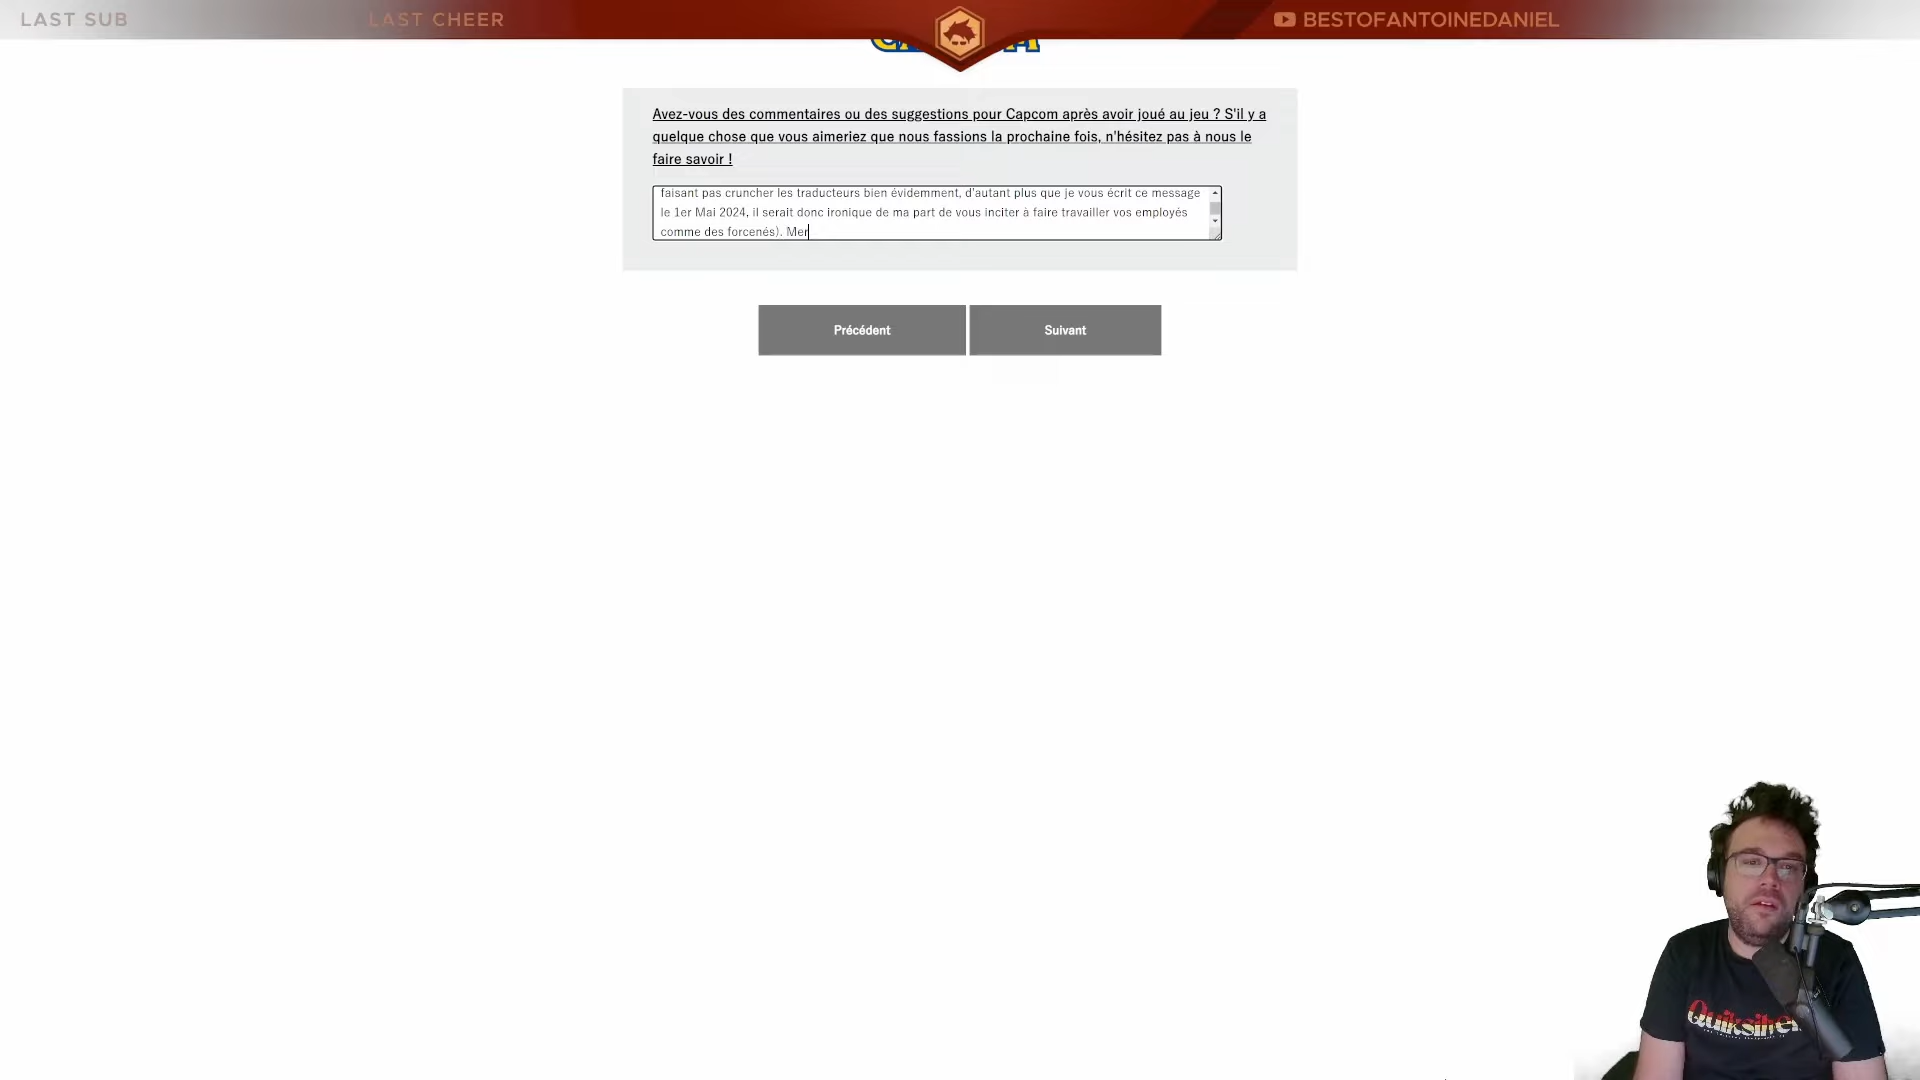 LAST SUB
LAST CHEER
BESTOFANTOINEDANIEL
Avez-vous des commentaires ou des suggestions pour Capcom après avoir joué au jeu ? S'il y a
quelque chose que vous aimeriez que nous fassions la prochaine fois, n'hésitez pas à nous le
faire savoir !
faisant pas cruncher les traducteurs bien évidemment, d'autant plus que je vous écrit ce message
le 1er Mai 2024, il serait donc ironique de ma part de vous inciter à faire travailler vos employés
comme des forcenés). Mer
Précédent
Suivant
Quiksilver